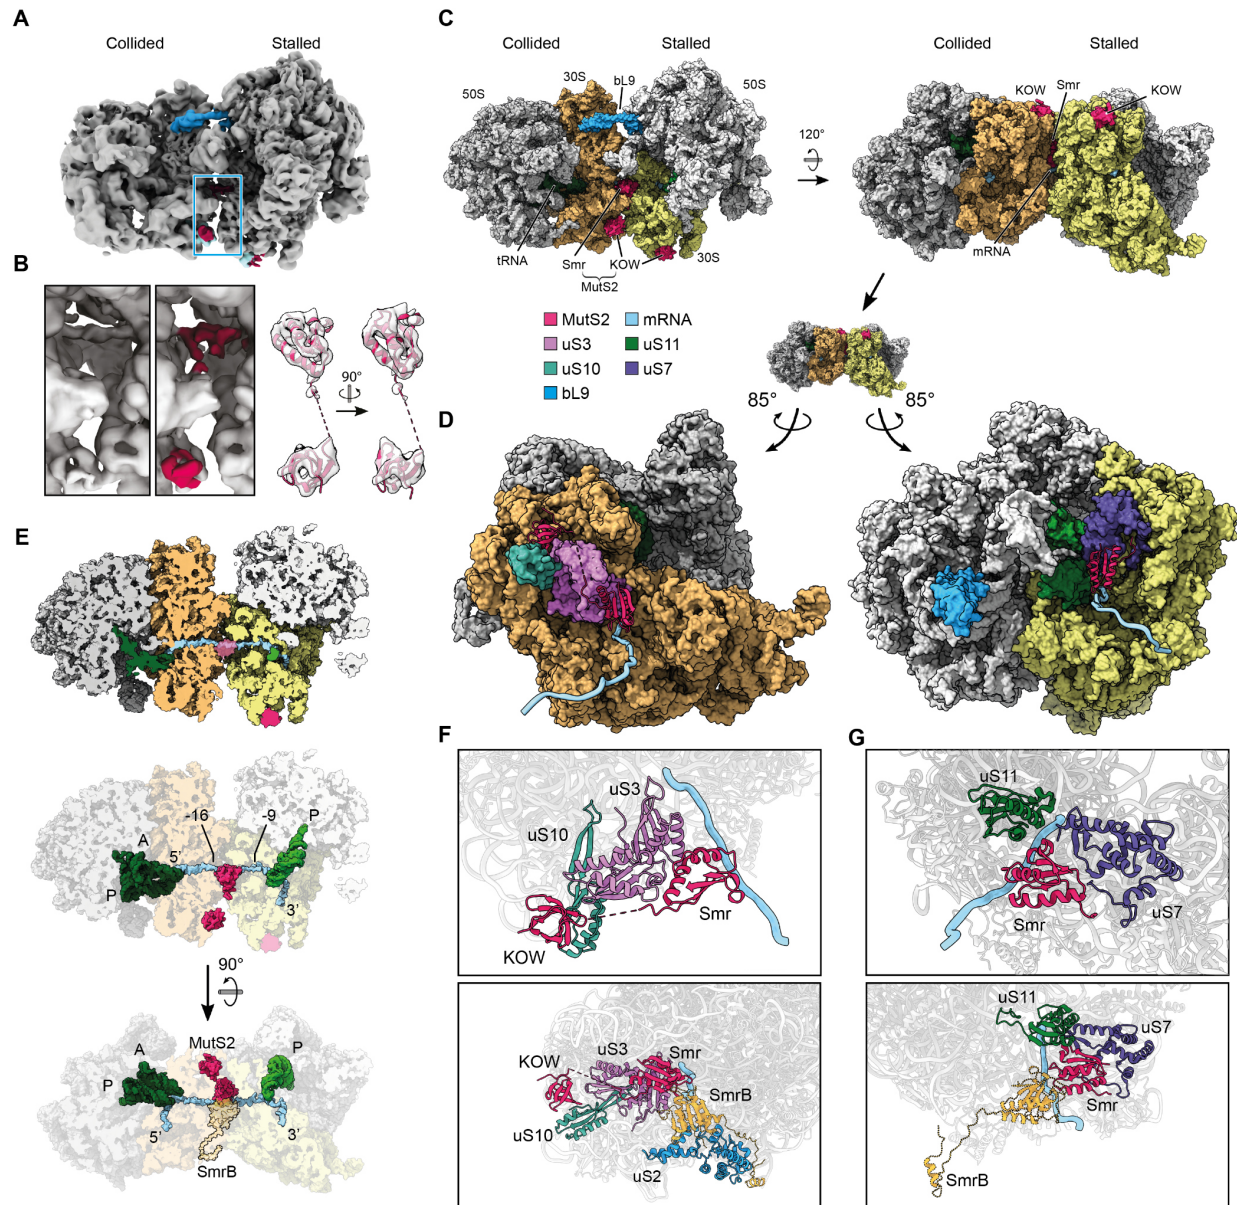 A
Collided
Stalled
B
90°
C
Collided
Stalled
50S
30S
bL9
50S
tRNA
Smr
KOW
30S
MutS2
120°
Collided
Stalled
KOW
Smr
KOW
mRNA
MutS2
mRNA
uS3
uS11
uS10
uS7
bL9
85°
85°
D
E
-16
-9
P
A
5'
P
3'
90°
MutS2
A
P
P
5'
3'
SmrB
F
uS3
uS10
Smr
KOW
KOW
uS3
Smr
SmrB
uS10
uS2
G
uS11
Smr
uS7
uS11
uS7
Smr
SmrB